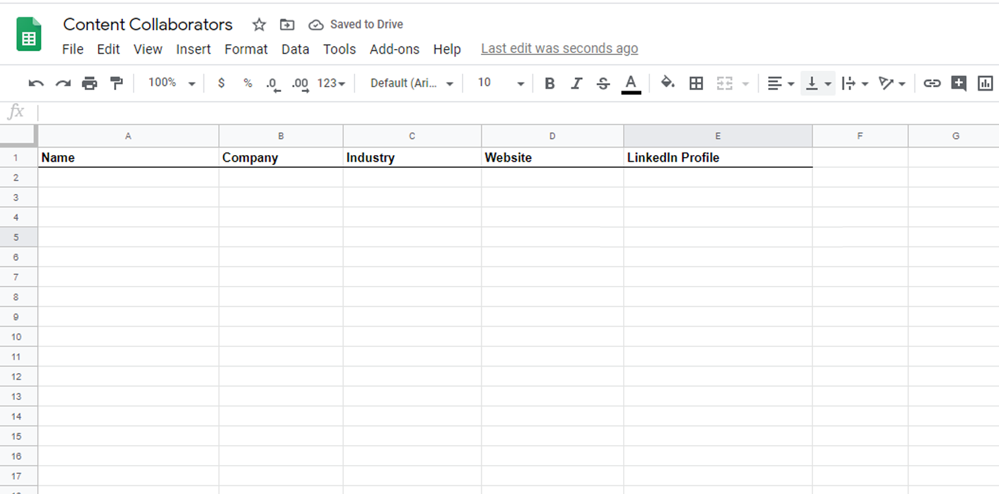 Content Collaborators Saved to Drive
File Edit View Insert Format Data Tools Add-ons Help Last edit was seconds ago
100% $ % .0 .00 123 Default (Ari... 10 B I S A
fx
A B C D E F G
1 Name Company Industry Website LinkedIn Profile
2
3
4
5
6
7
8
9
10
11
12
13
14
15
16
17